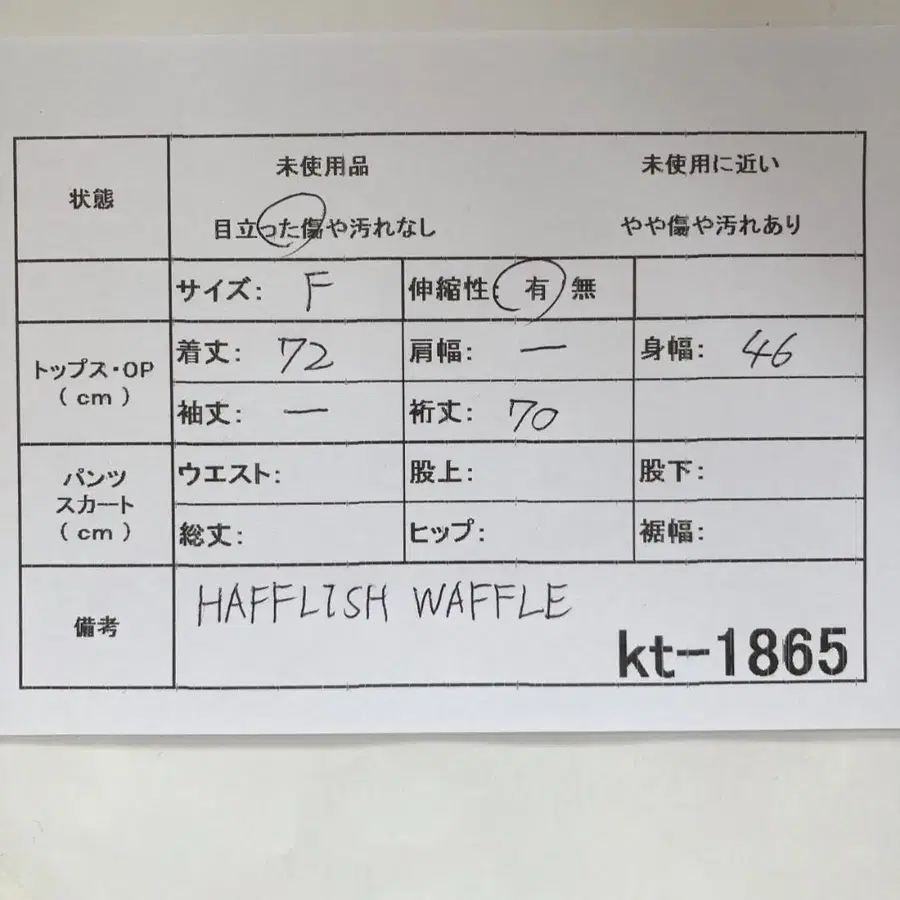 状態
未使用品 未使用に近い
目立った傷や汚れなし やや傷や汚れあり
サイズ: F 伸縮性: 有 無
トップス・OP
( cm )
着丈: 72 肩幅: ー 身幅: 46
袖丈: ー 裄丈: 70
パンツ
スカート
( cm )
ウエスト: 股上: 股下:
総丈: ヒップ: 裾幅:
備考
HAFFLISH WAFFLE
kt-1865